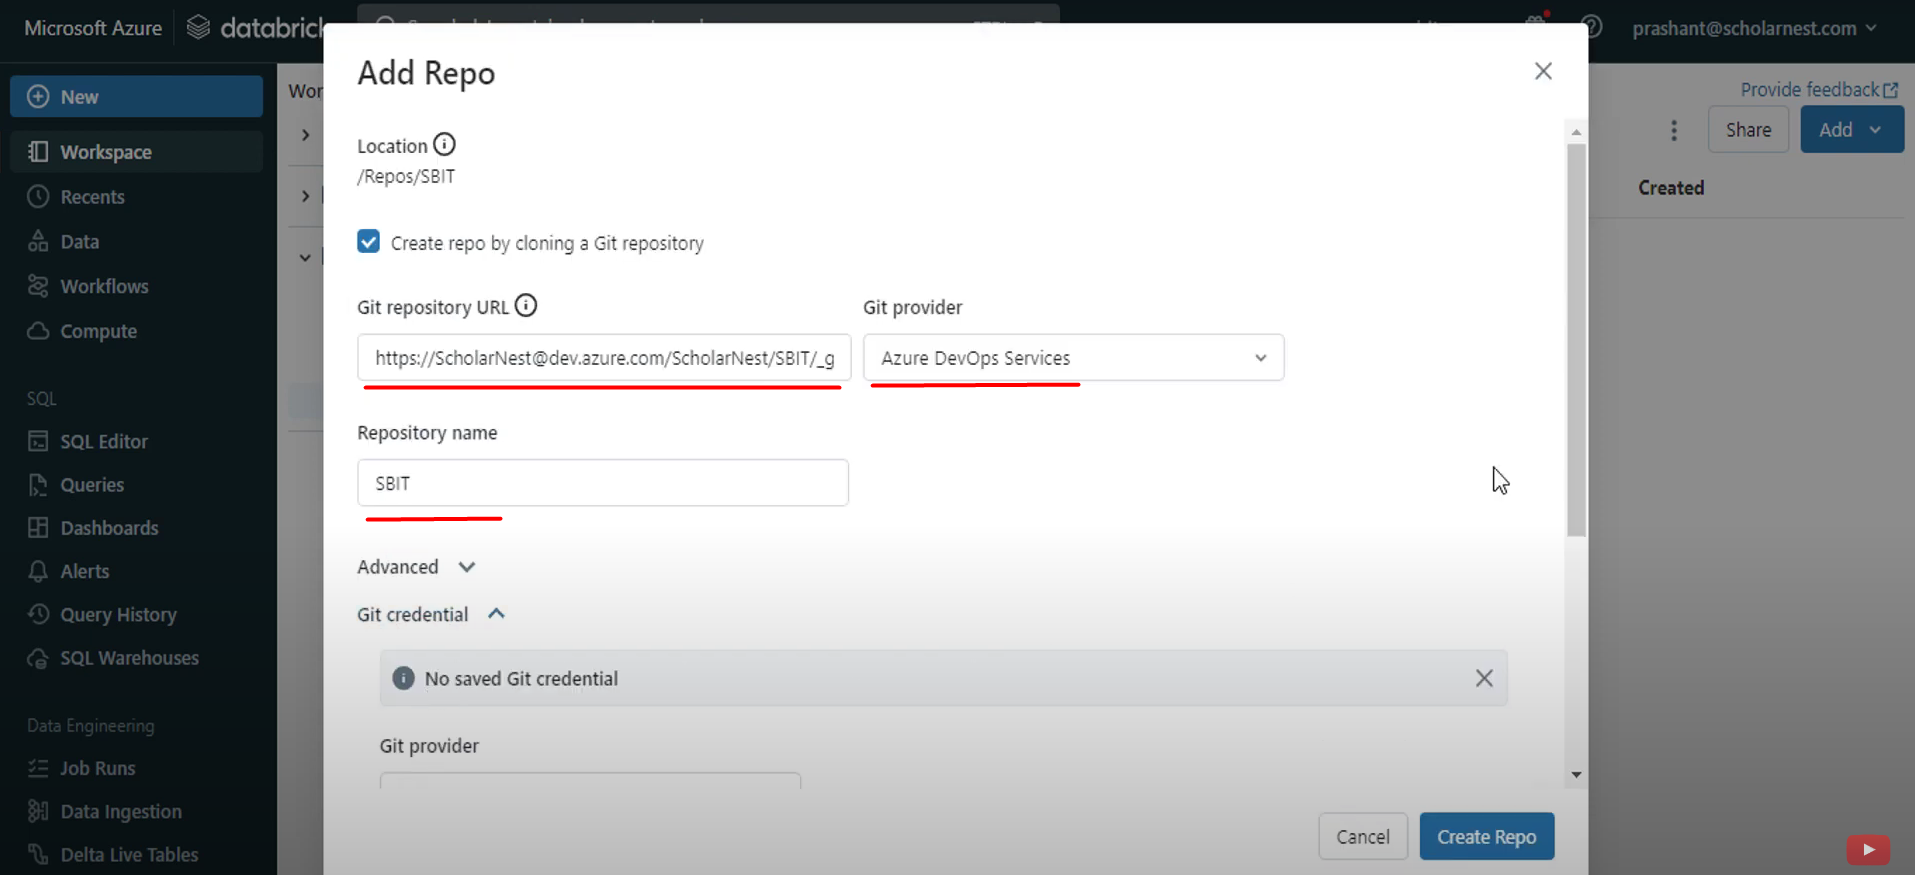 Microsoft Azure
databrick
prashant@scholarnest.com
New
Workspace
Recents
Data
Workflows
Compute
SQL
SQL Editor
Queries
Dashboards
Alerts
Query History
SQL Warehouses
Data Engineering
Job Runs
Data Ingestion
Delta Live Tables
Wor
Add Repo
Location
/Repos/SBIT
Create repo by cloning a Git repository
Git repository URL
Git provider
https://ScholarNest@dev.azure.com/ScholarNest/SBIT/_g
Azure DevOps Services
Repository name
SBIT
Advanced
Git credential
No saved Git credential
Git provider
Cancel
Create Repo
Provide feedback
Share
Add
Created